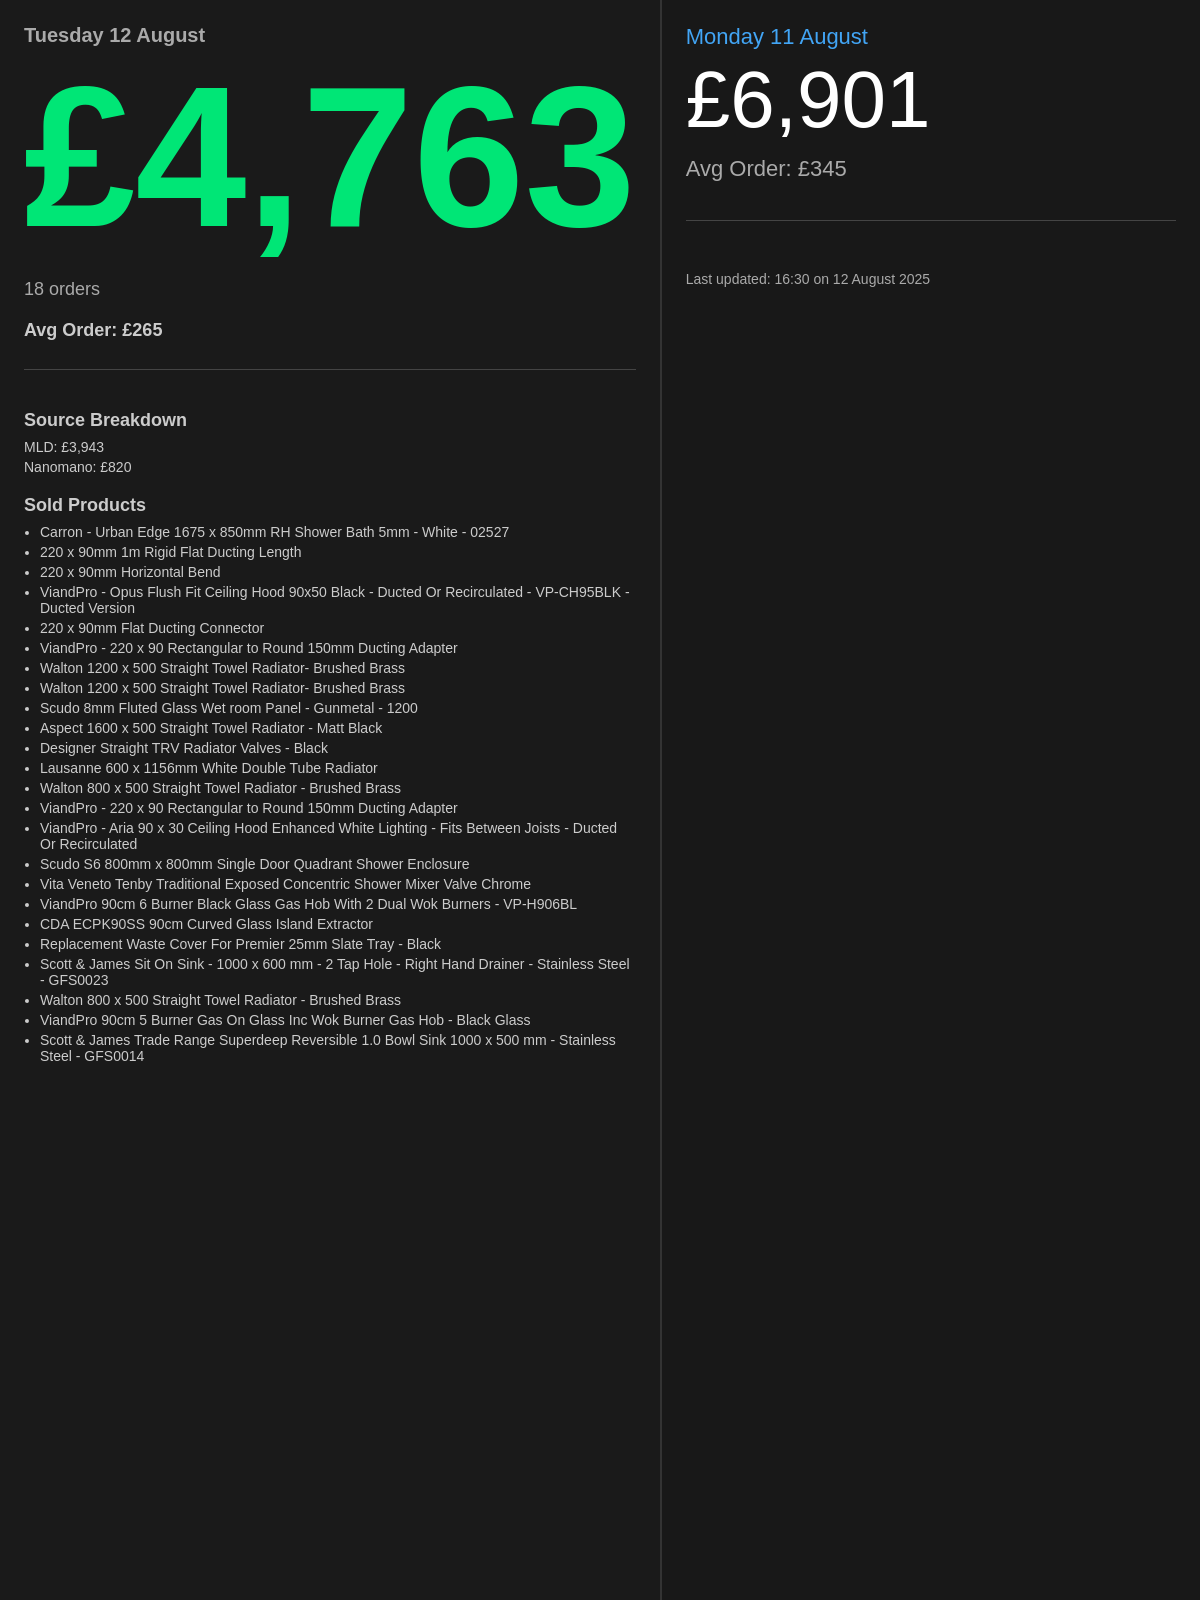 Tuesday 12 August
£4,763
18 orders
Avg Order: £265
Source Breakdown
MLD: £3,943
Nanomano: £820
Sold Products
• Carron - Urban Edge 1675 x 850mm RH Shower Bath 5mm - White - 02527
• 220 x 90mm 1m Rigid Flat Ducting Length
• 220 x 90mm Horizontal Bend
• ViandPro - Opus Flush Fit Ceiling Hood 90x50 Black - Ducted Or Recirculated - VP-CH95BLK -
Ducted Version
• 220 x 90mm Flat Ducting Connector
• ViandPro - 220 x 90 Rectangular to Round 150mm Ducting Adapter
• Walton 1200 x 500 Straight Towel Radiator- Brushed Brass
• Walton 1200 x 500 Straight Towel Radiator- Brushed Brass
• Scudo 8mm Fluted Glass Wet room Panel - Gunmetal - 1200
• Aspect 1600 x 500 Straight Towel Radiator - Matt Black
• Designer Straight TRV Radiator Valves - Black
• Lausanne 600 x 1156mm White Double Tube Radiator
• Walton 800 x 500 Straight Towel Radiator - Brushed Brass
• ViandPro - 220 x 90 Rectangular to Round 150mm Ducting Adapter
• ViandPro - Aria 90 x 30 Ceiling Hood Enhanced White Lighting - Fits Between Joists - Ducted
Or Recirculated
• Scudo S6 800mm x 800mm Single Door Quadrant Shower Enclosure
• Vita Veneto Tenby Traditional Exposed Concentric Shower Mixer Valve Chrome
• ViandPro 90cm 6 Burner Black Glass Gas Hob With 2 Dual Wok Burners - VP-H906BL
• CDA ECPK90SS 90cm Curved Glass Island Extractor
• Replacement Waste Cover For Premier 25mm Slate Tray - Black
• Scott & James Sit On Sink - 1000 x 600 mm - 2 Tap Hole - Right Hand Drainer - Stainless Steel
- GFS0023
• Walton 800 x 500 Straight Towel Radiator - Brushed Brass
• ViandPro 90cm 5 Burner Gas On Glass Inc Wok Burner Gas Hob - Black Glass
• Scott & James Trade Range Superdeep Reversible 1.0 Bowl Sink 1000 x 500 mm - Stainless
Steel - GFS0014
Monday 11 August
£6,901
Avg Order: £345
Last updated: 16:30 on 12 August 2025